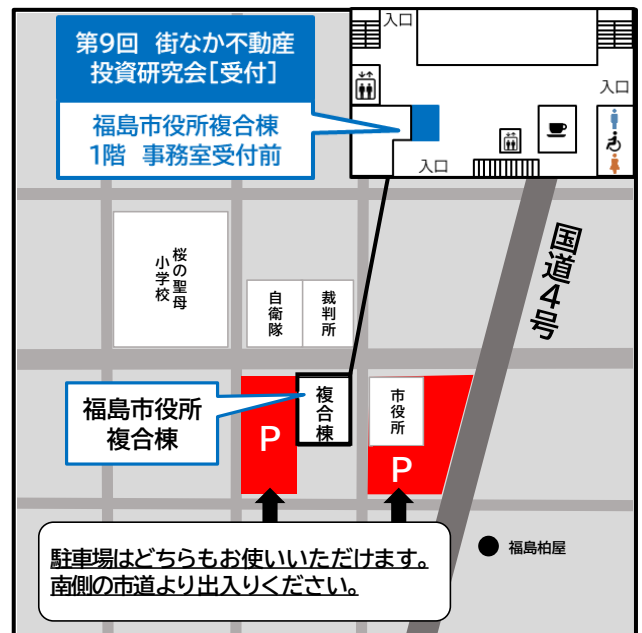 第9回 街なか不動産
投資研究会[受付]
福島市役所複合棟
1階 事務室受付前
入口
入口
入口
国道4号
桜の聖母
小学校
自衛隊
裁判所
福島市役所
複合棟
P
複合棟
市役所
P
駐車場はどちらもお使いいただけます。
南側の市道より出入りください。
福島柏屋